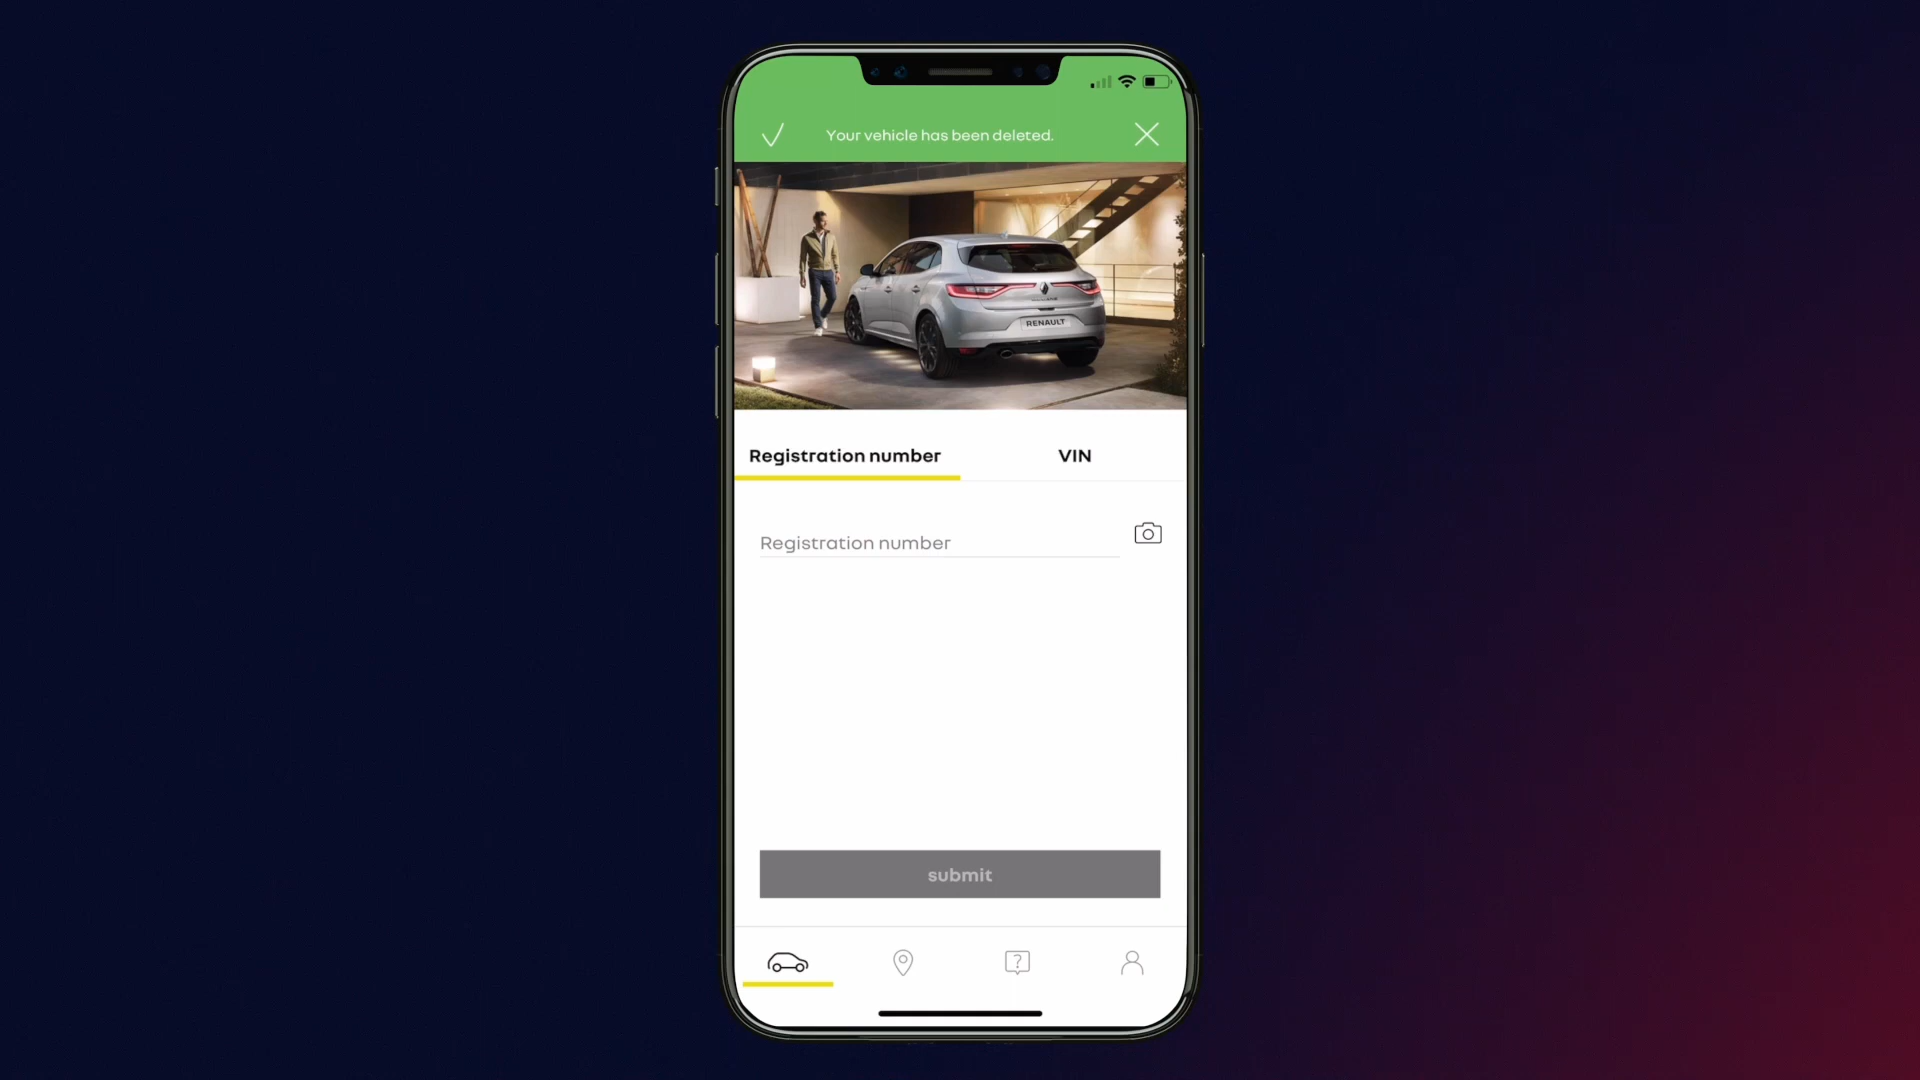 Your vehicle has been deleted.
RENAULT
Registration number
VIN
Registration number
submit
?